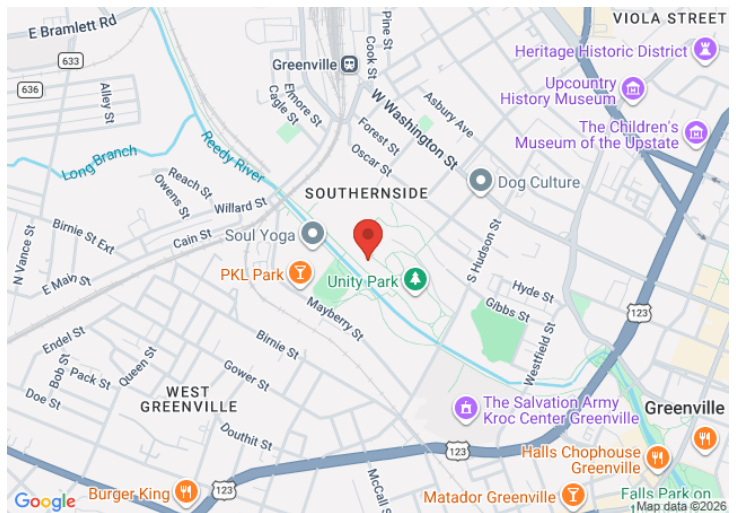 VIOLA STREET
E Bramlett Rd
633
636
Alley St
Pine St
Cook St
Greenville
Elmore St
Cagle St
W Washington St
Asbury Ave
Forest St
Oscar St
Heritage Historic District
Upcountry
History Museum
The Children's
Museum of the Upstate
Long Branch
Reedy River
Reach St
Owens St
Willard St
SOUTHERNSIDE
Dog Culture
N Vance St
Birnie St Ext
Cain St
Soul Yoga
S Hudson St
E Main St
PKL Park
Unity Park
Hyde St
Gibbs St
123
Mayberry St
Westfield St
Endel St
Bob St
Pack St
Queen St
Birnie St
Gower St
Doe St
WEST
GREENVILLE
Douthit St
The Salvation Army
Kroc Center Greenville
Greenville
123
Halls Chophouse
Greenville
McCall S
Burger King
123
Matador Greenville
Falls Park on
Google
Map data ©2026